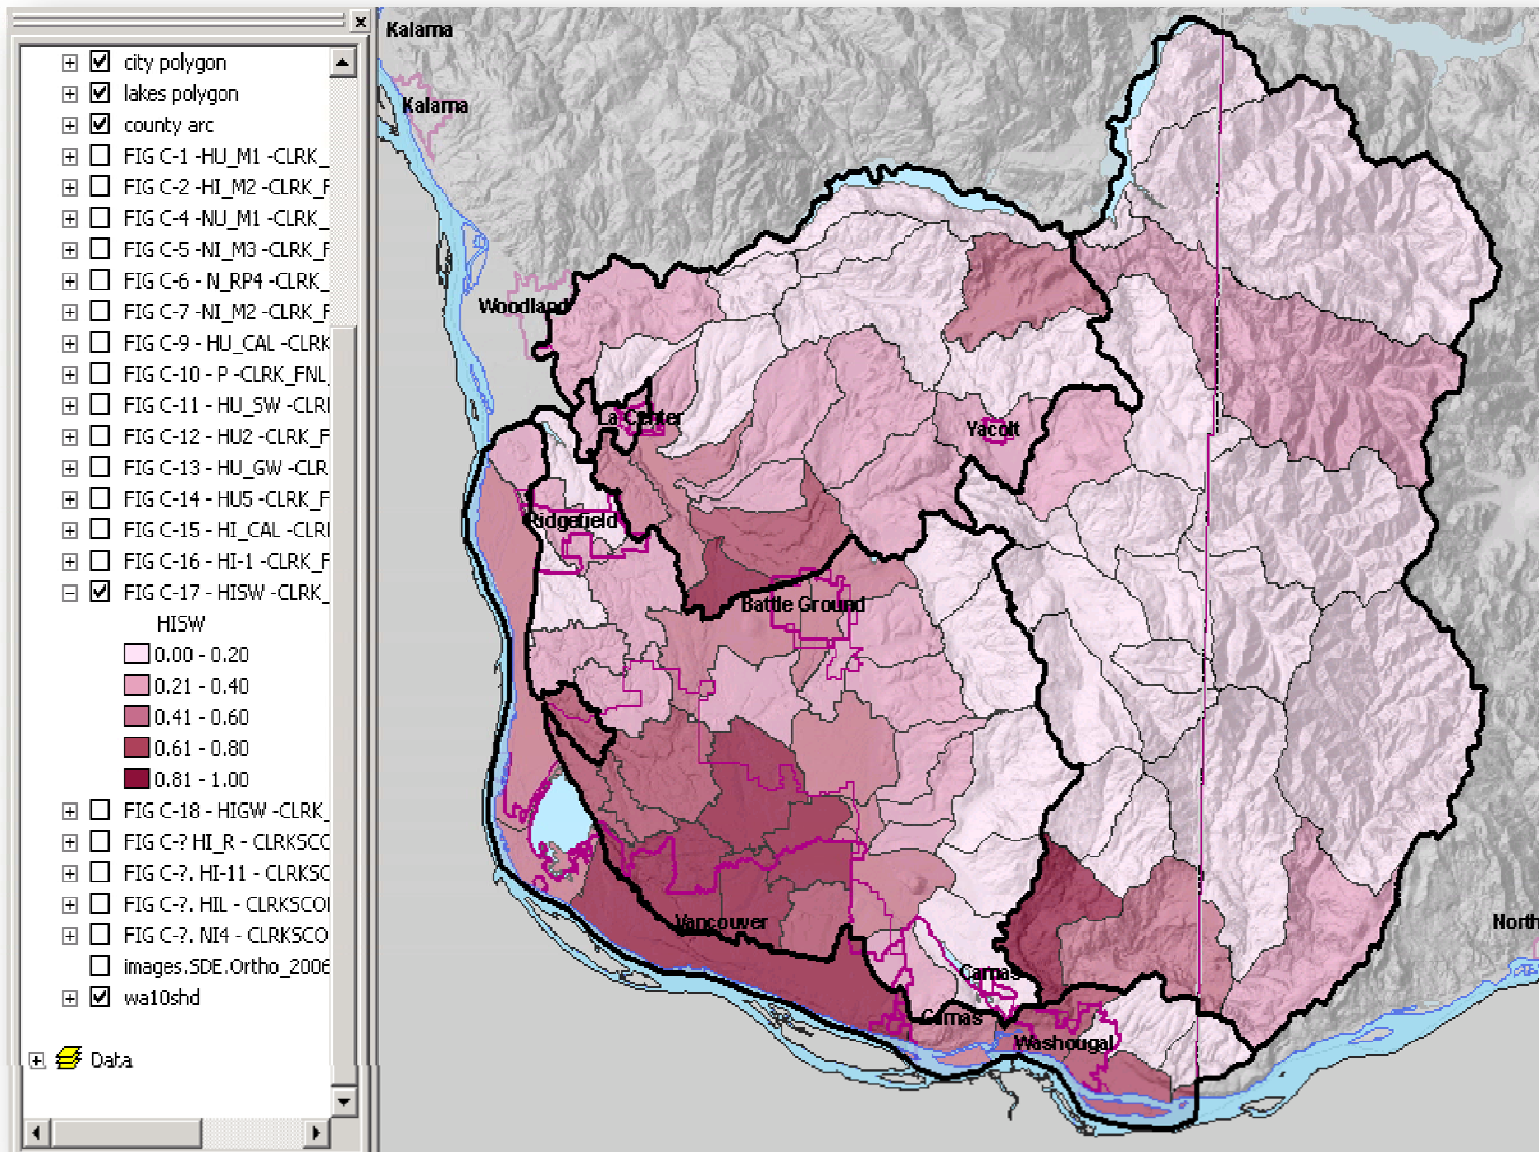 city polygon
lakes polygon
county arc
FIG C-1 -HU_M1 -CLRK_
FIG C-2 -HI_M2 -CLRK_F
FIG C-4 -NU_M1 -CLRK_
FIG C-5 -NI_M3 -CLRK_F
FIG C-6 - N_RP4 -CLRK_
FIG C-7 -NI_M2 -CLRK_F
FIG C-9 - HU_CAL -CLRK
FIG C-10 - P -CLRK_FNL_
FIG C-11 - HU_SW -CLRI
FIG C-12 - HU2 -CLRK_F
FIG C-13 - HU_GW -CLR
FIG C-14 - HU5 -CLRK_F
FIG C-15 - HI_CAL -CLRI
FIG C-16 - HI-1 -CLRK_F
FIG C-17 - HISW -CLRK_
HISW
0.00 - 0.20
0.21 - 0.40
0.41 - 0.60
0.61 - 0.80
0.81 - 1.00
FIG C-18 - HIGW -CLRK_
FIG C-? HI_R - CLRKSCC
FIG C-?. HI-11 - CLRKSC
FIG C-?. HIL - CLRKSCOI
FIG C-?. NI4 - CLRKSCO
images.SDE.Ortho_2006
wa10shd
Data
Kalama
Kalama
Woodland
La Center
Yacolt
Ridgefield
Battle Ground
Vancouver
North
Camas
Camas
Washougal